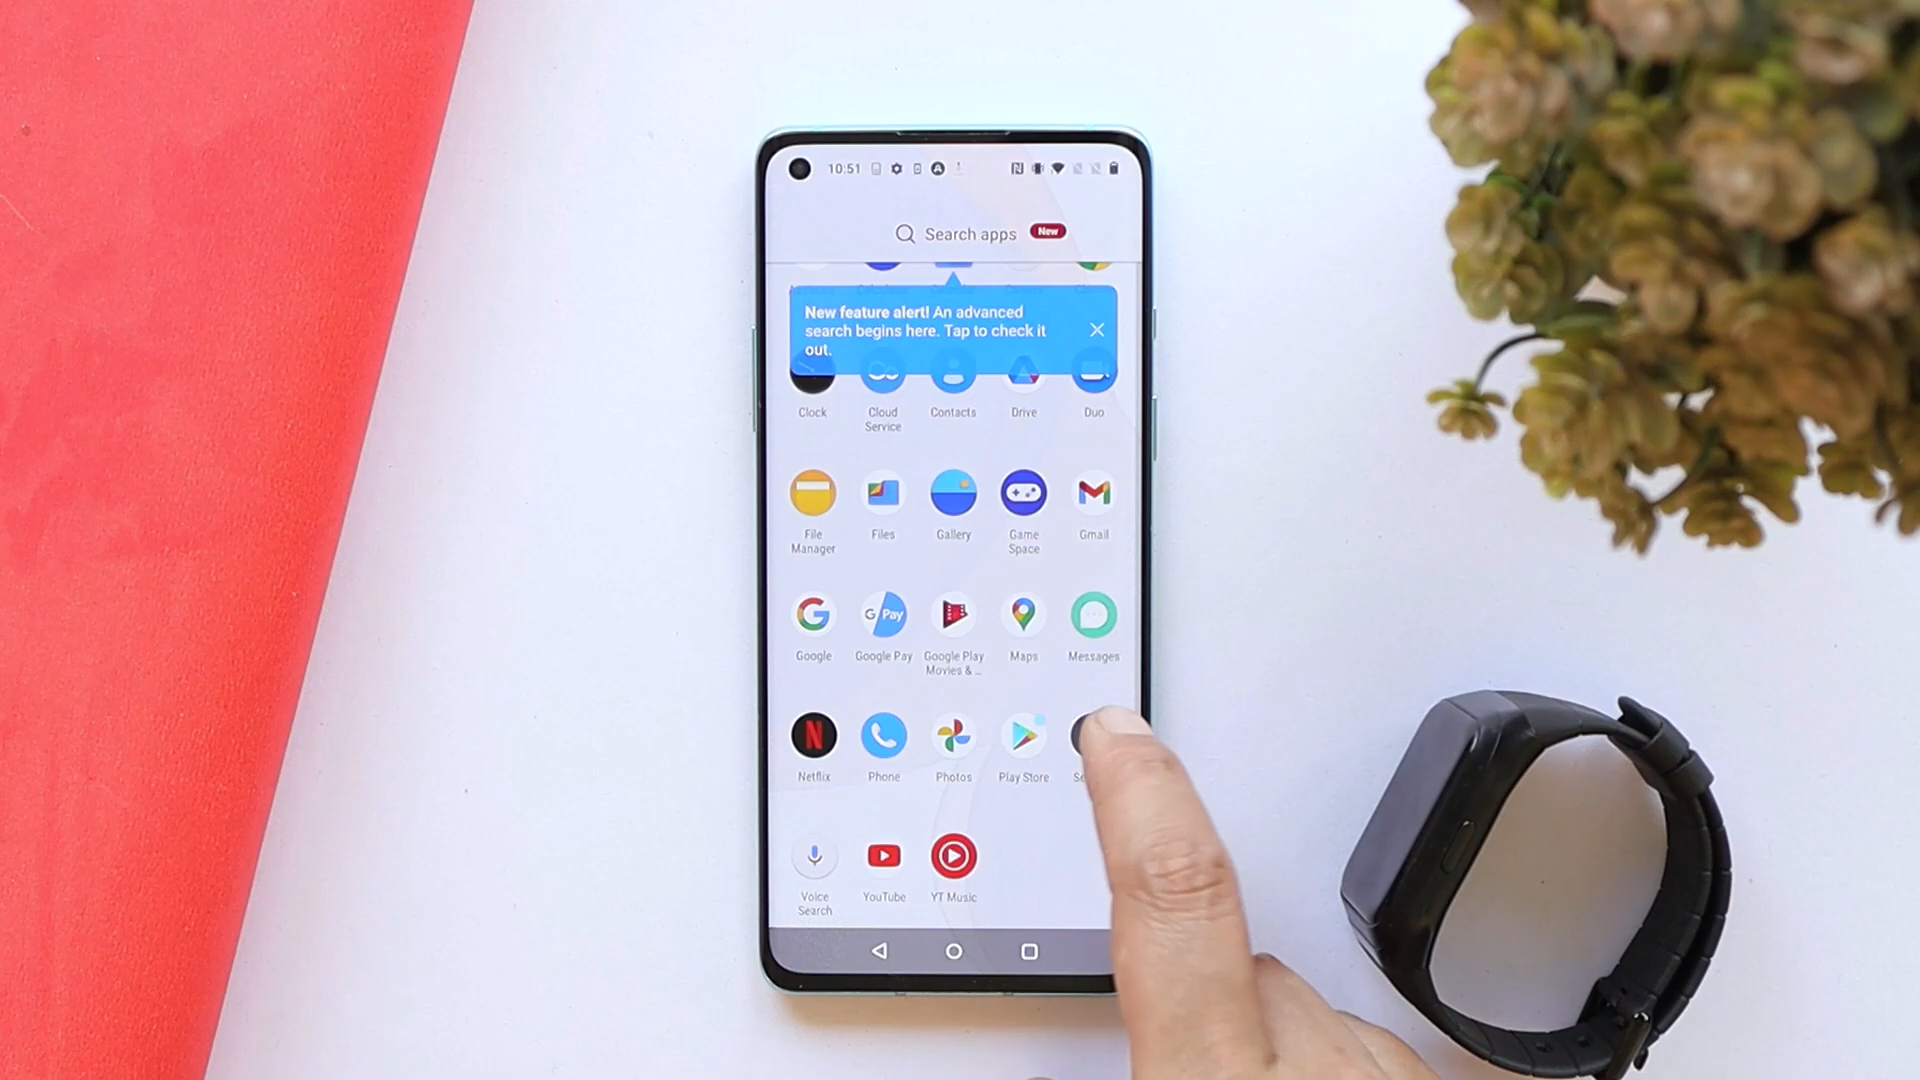 10:51
Search apps New
New feature alert! An advanced
search begins here. Tap to check it
out.
Clock Cloud Contacts Drive Duo
Service
File Files Gallery Game Gmail
Manager Space
G Pay
Google Google Pay Google Play Maps Messages
Movies & ...
N
Netflix Phone Photos Play Store
Voice YouTube YT Music
Search